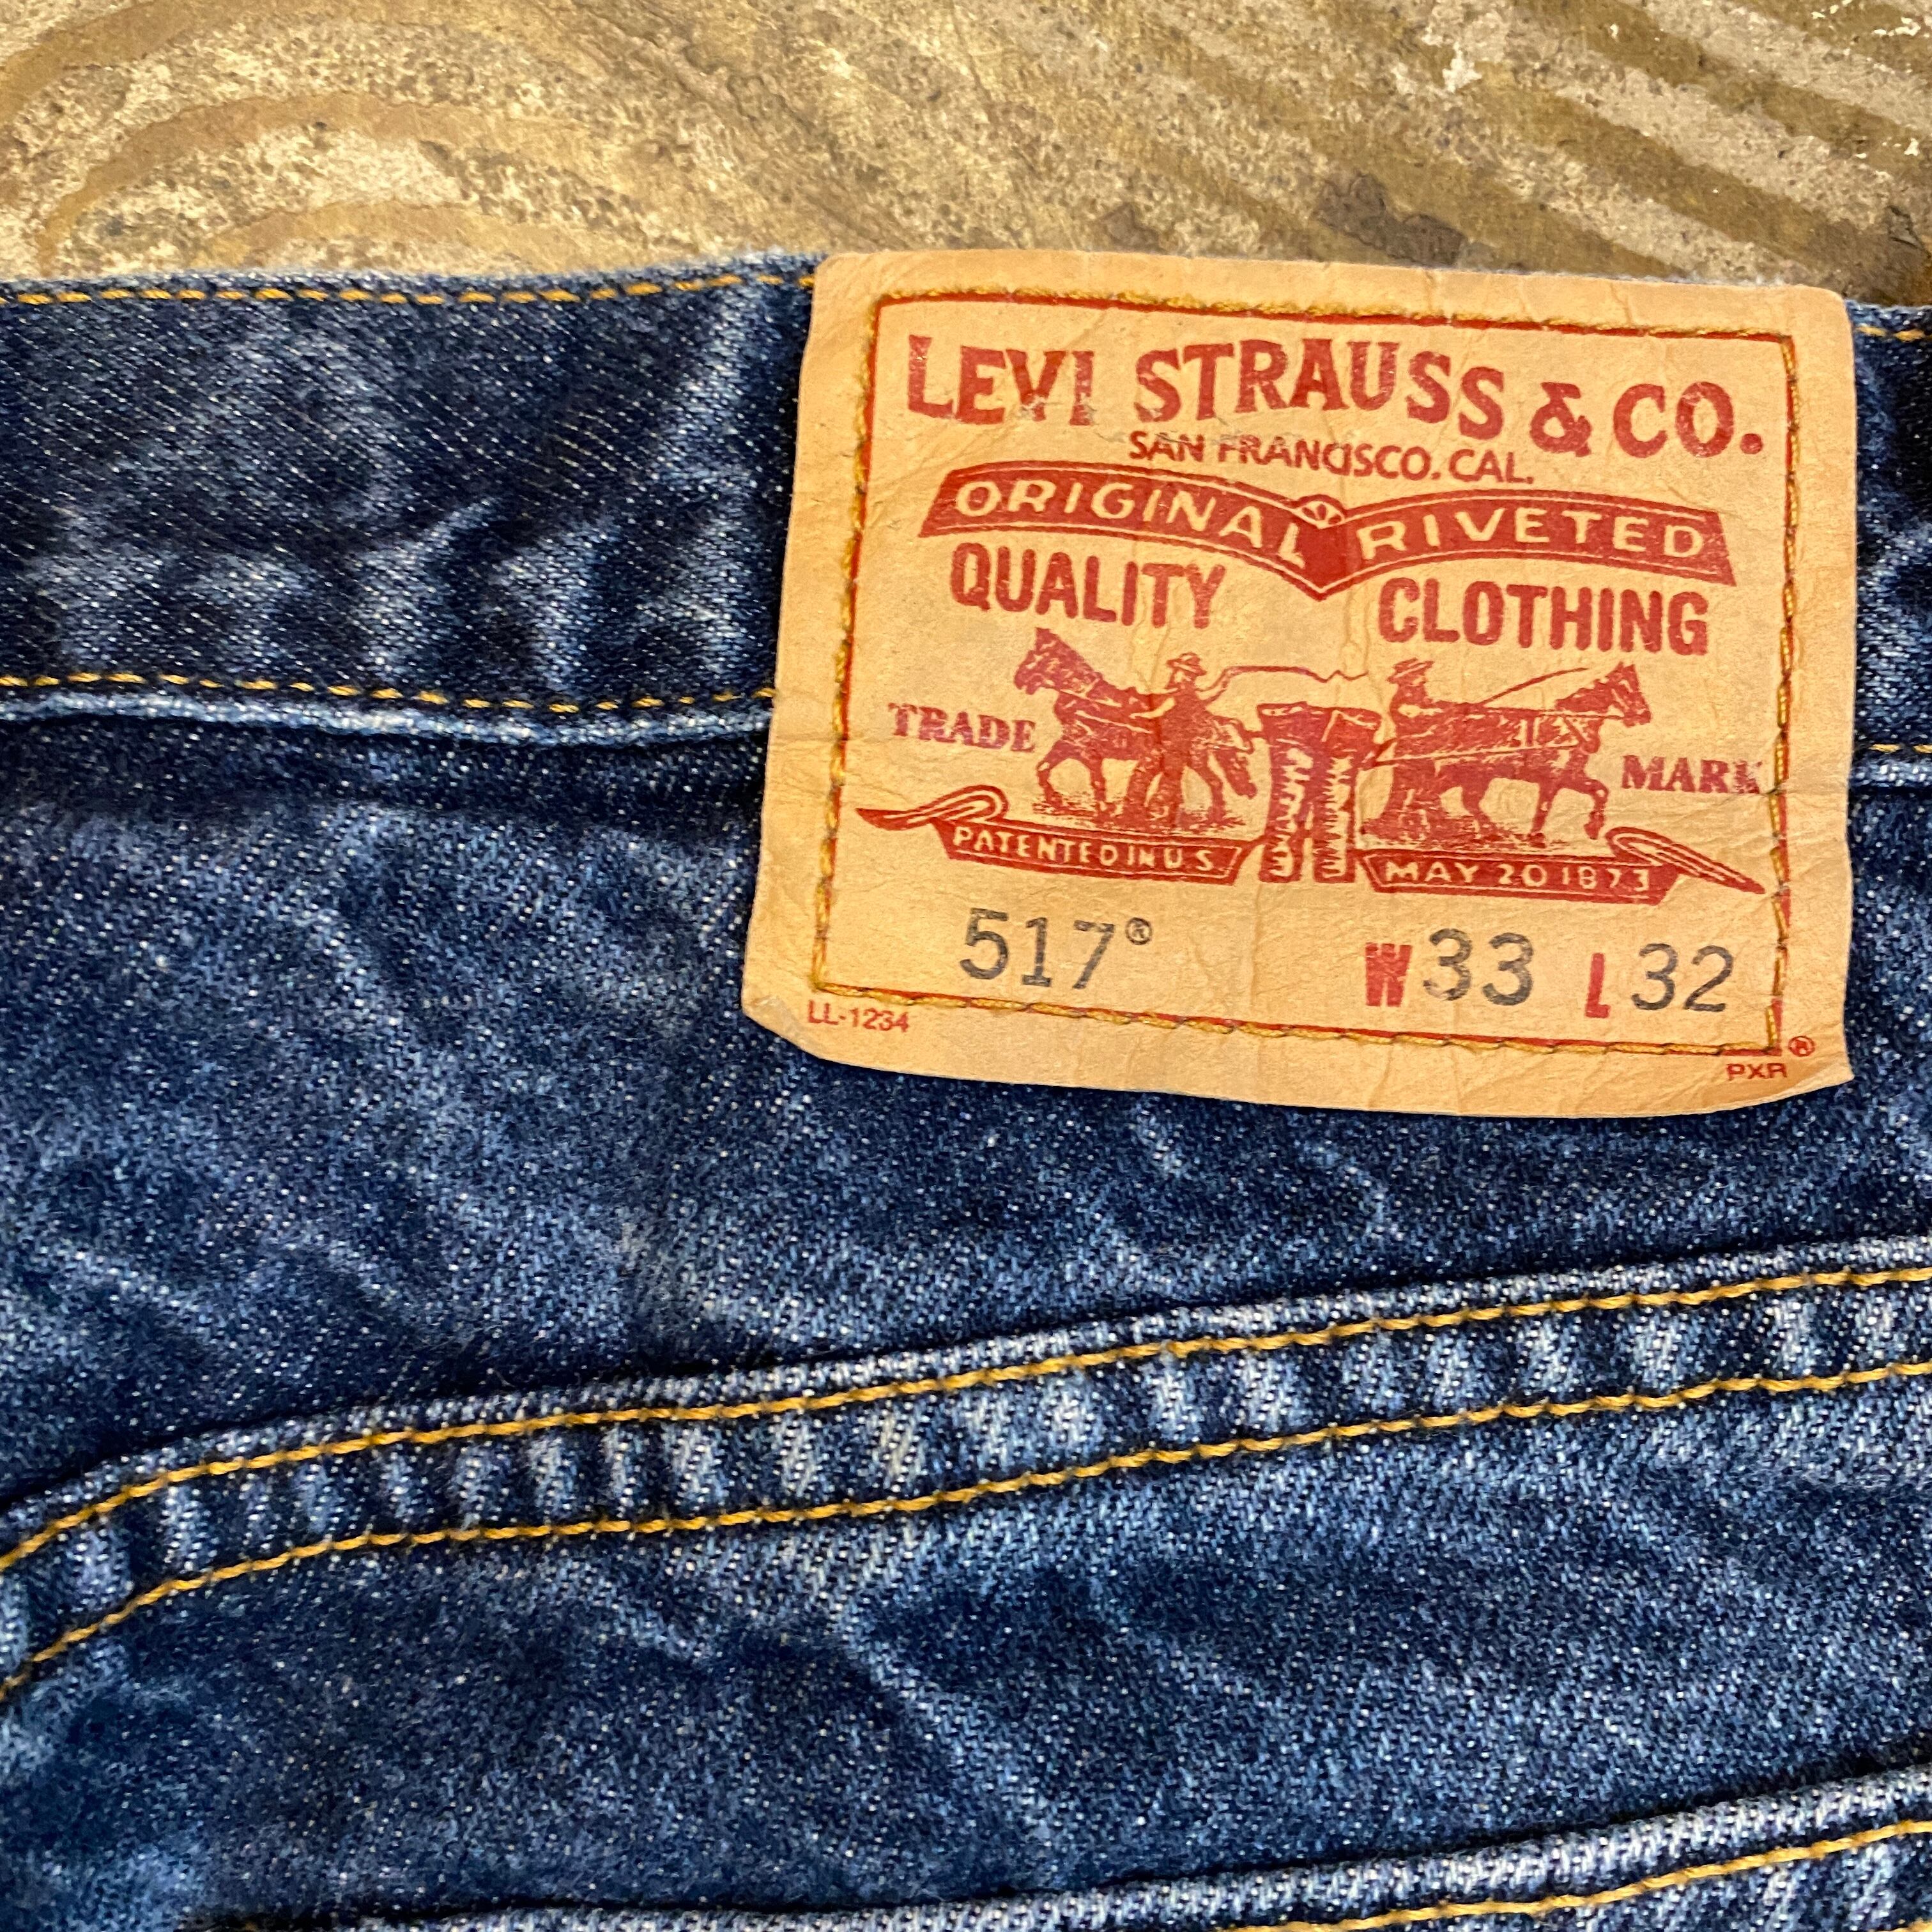 LEVI STRAUSS & CO.
SAN FRANCISCO. CAL.
ORIGINAL RIVETED
QUALITY CLOTHING
TRADE MARK
PATENTED IN U.S. MAY 20 1873
517® W33 L32
LL-1234 ®
PXR